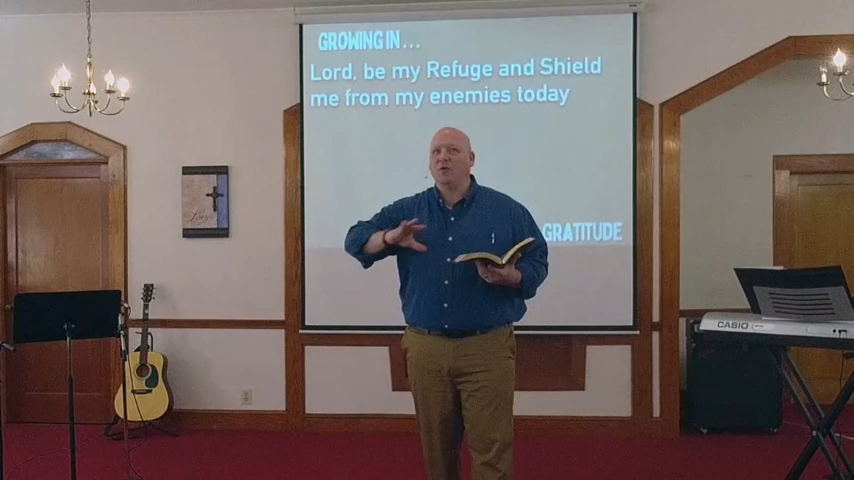 GROWING IN...
Lord, be my Refuge and Shield
me from my enemies today
GRATITUDE
CASIO